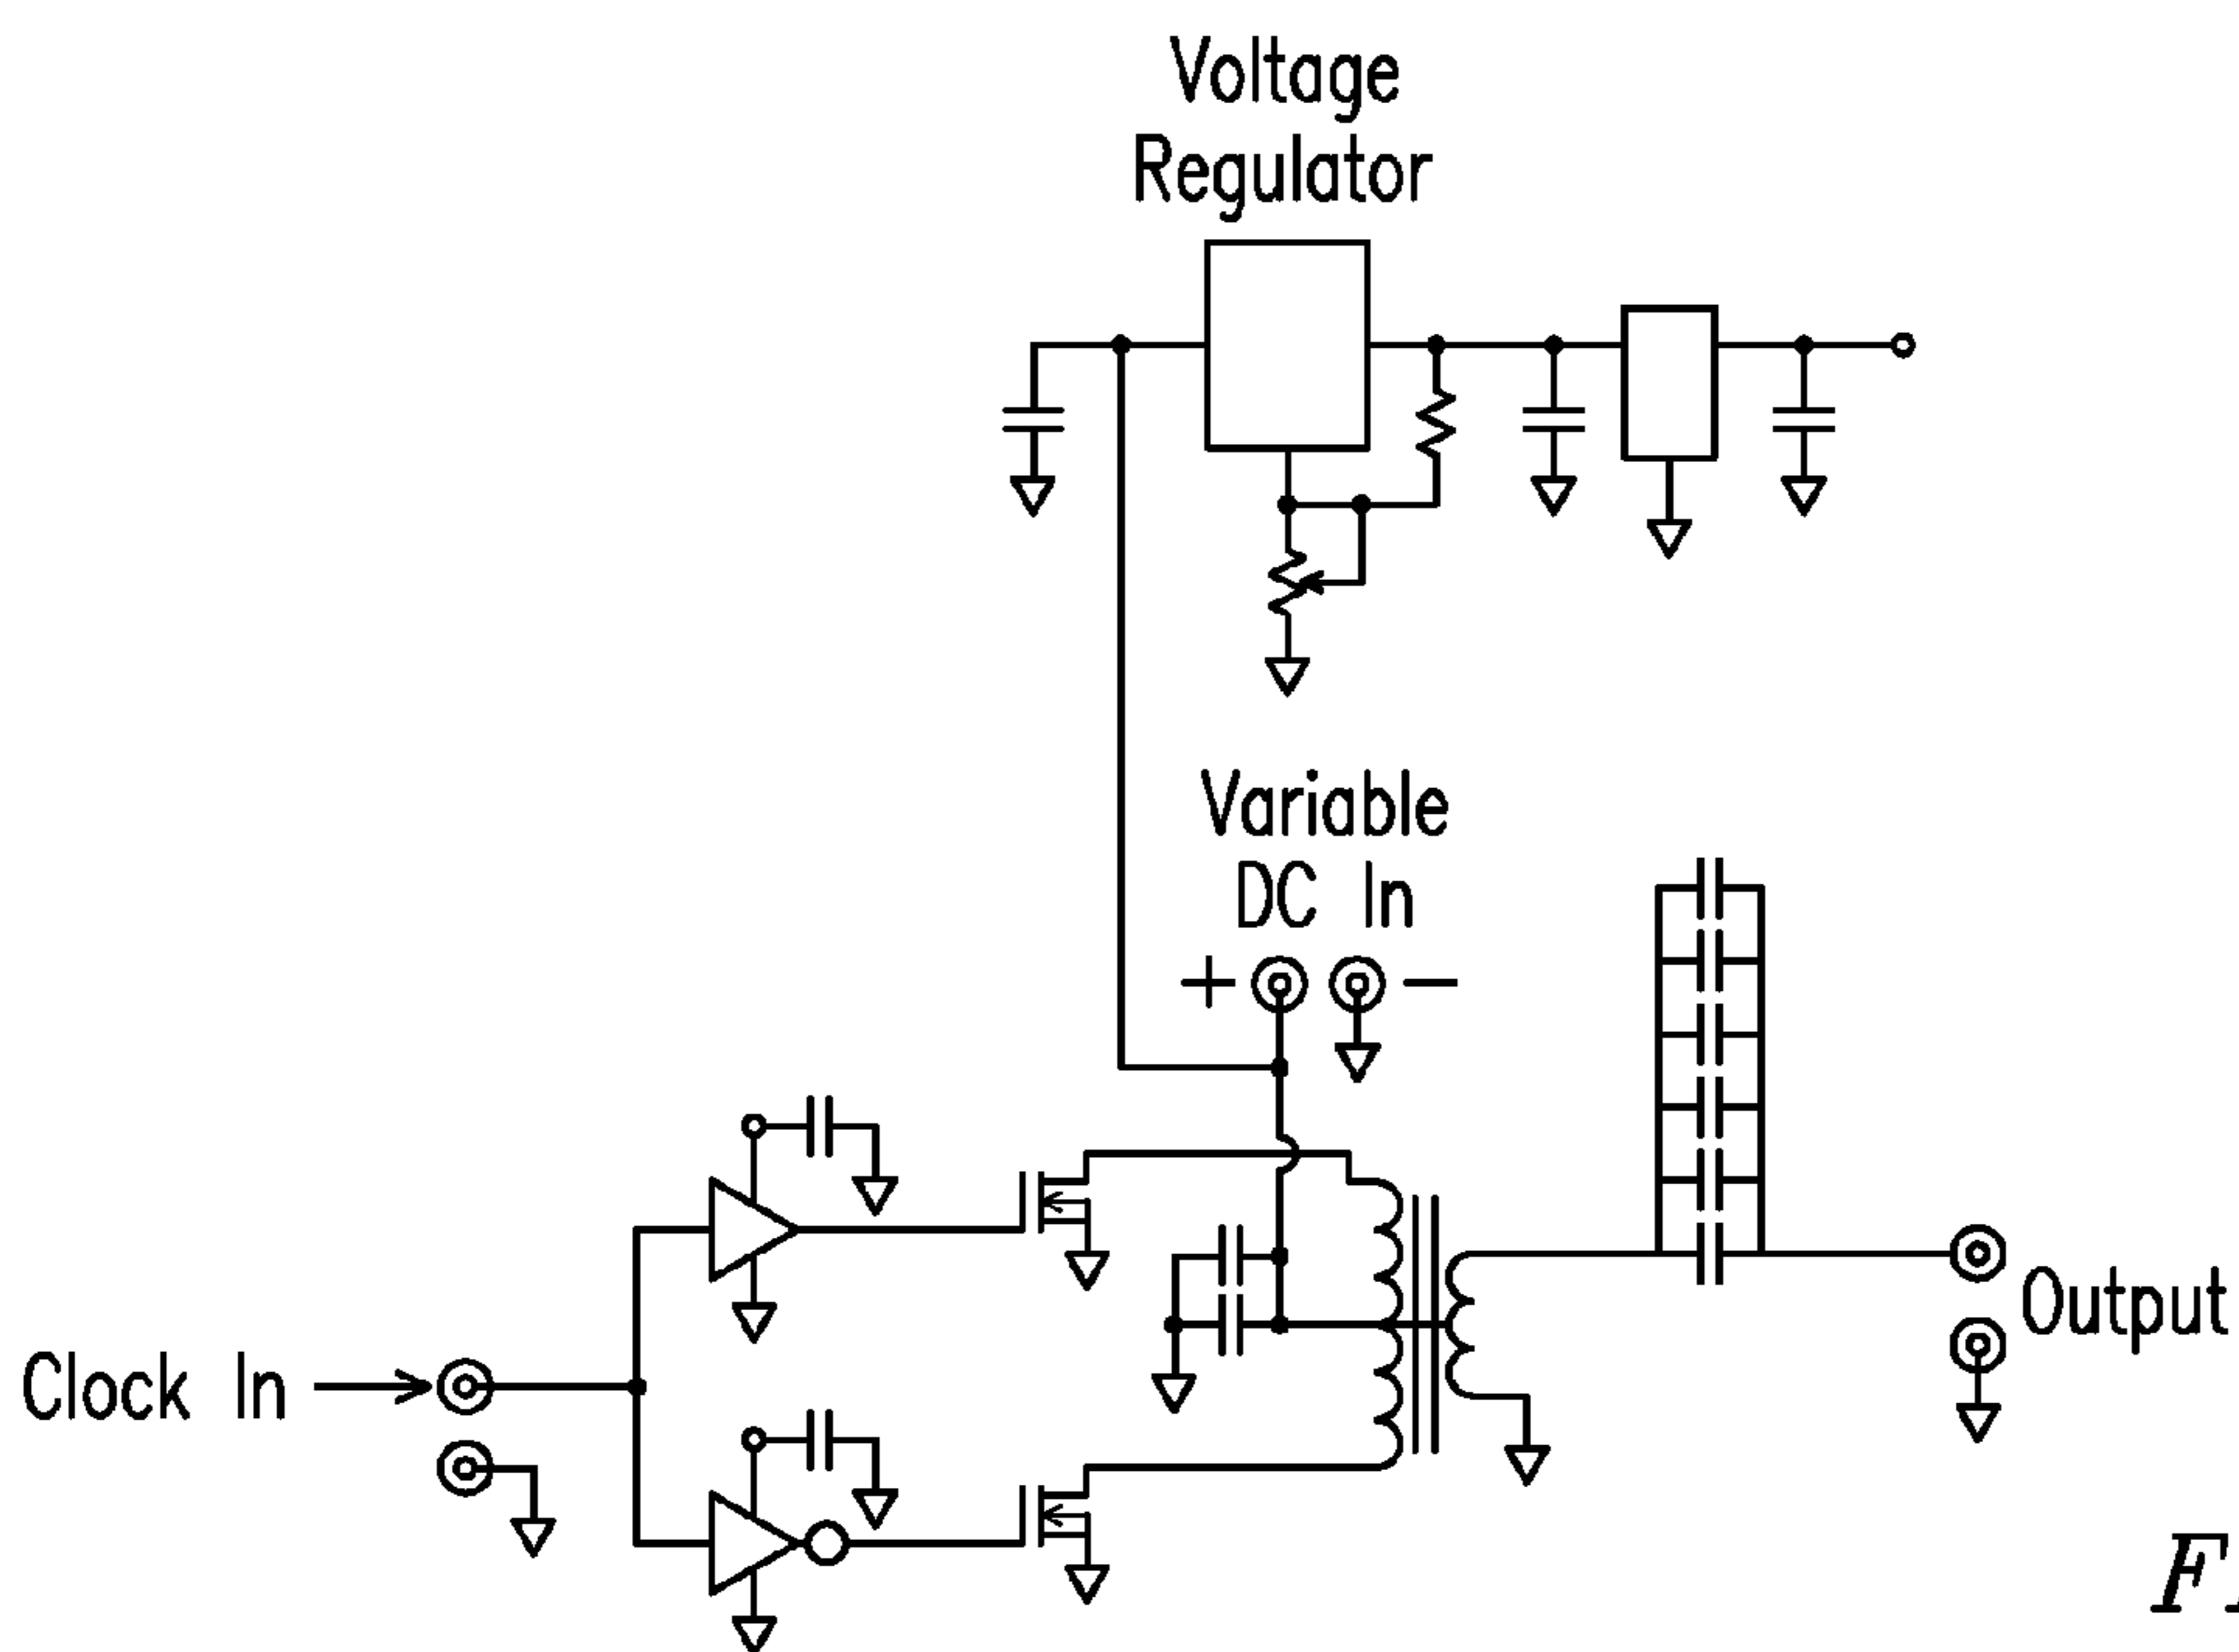 Voltage
Regulator
Variable
DC In
+ −
Output
Clock In